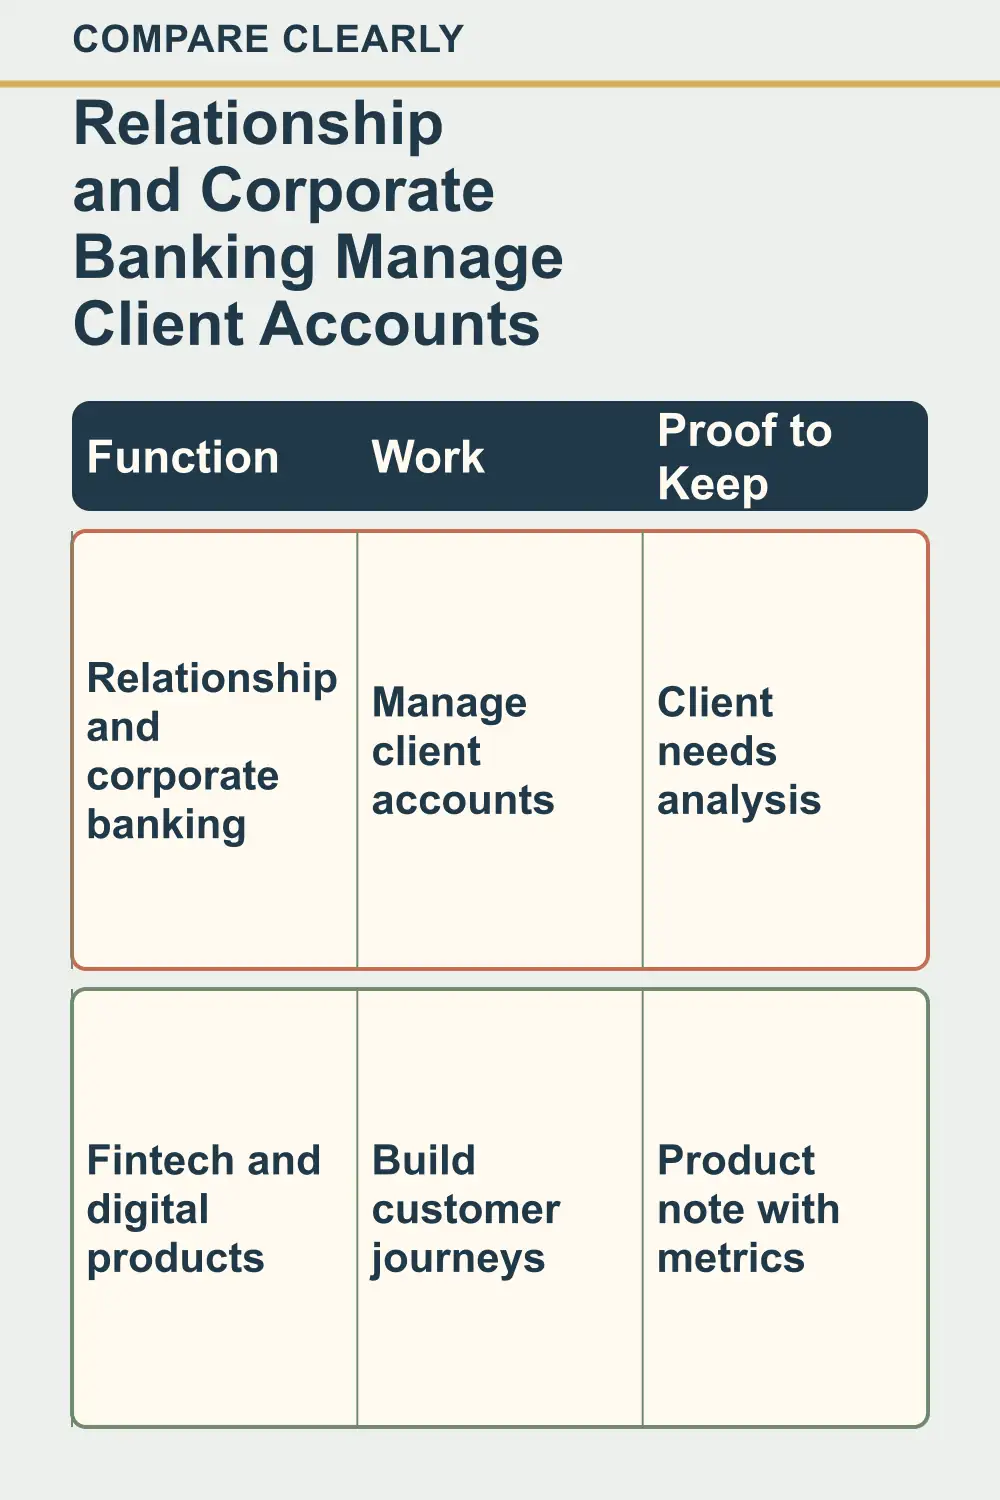 COMPARE CLEARLY
Relationship
and Corporate
Banking Manage
Client Accounts
Function
Work
Proof to
Keep
Relationship
and
corporate
banking
Manage
client
accounts
Client
needs
analysis
Fintech and
digital
products
Build
customer
journeys
Product
note with
metrics